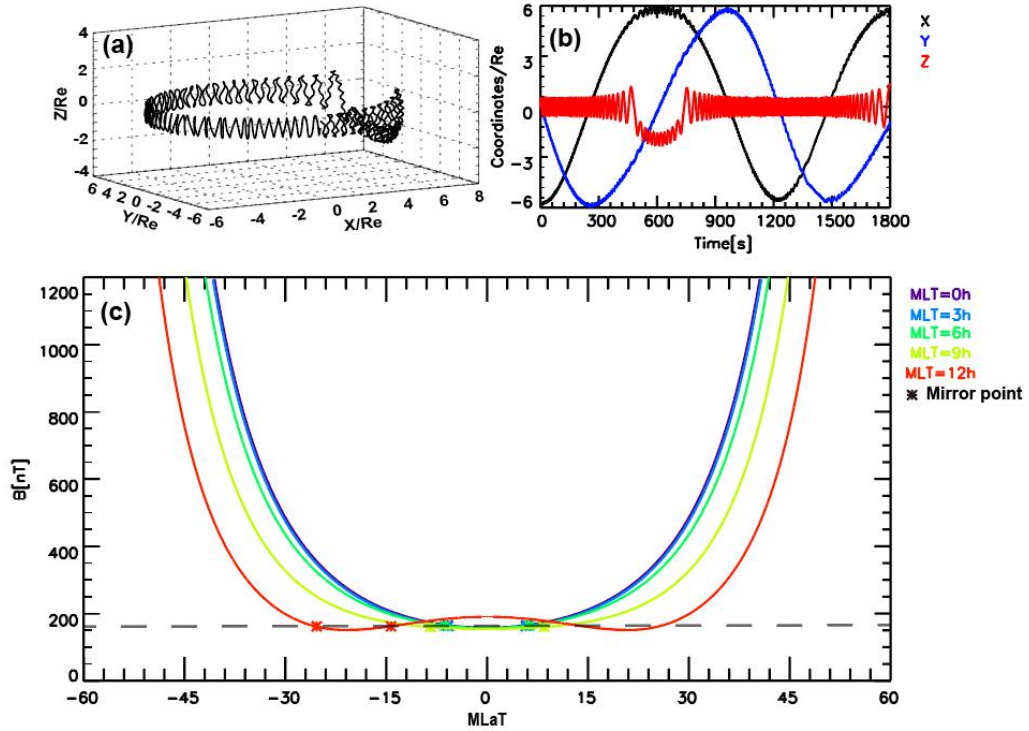 (a)
4
2
0
-2
-4
Z/Re
6 4 2 0 -2 -4 -6
Y/Re
-6 -4 -2 0 2 4 6 8
X/Re
(b)
6
3
0
-3
-6
Coordinates/Re
0 300 600 900 1200 1500 1800
Time[s]
X
Y
Z
(c)
1200
1000
800
600
400
200
0
B[nT]
-60 -45 -30 -15 0 15 30 45 60
MLaT
MLT=0h
MLT=3h
MLT=6h
MLT=9h
MLT=12h
* Mirror point